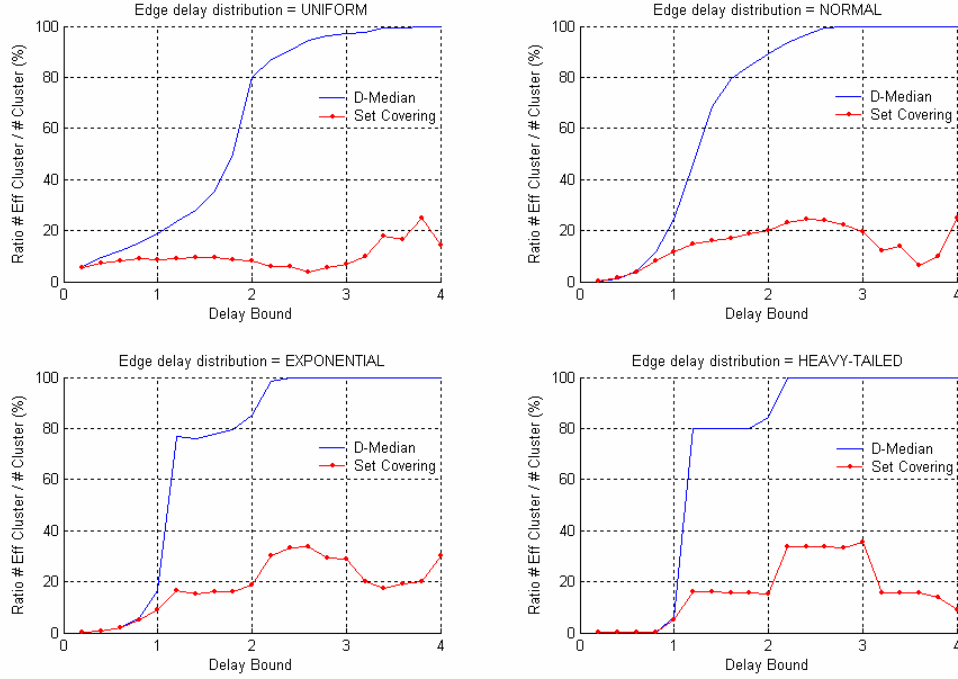 Edge delay distribution = UNIFORM
Ratio # Eff Cluster / # Cluster (%)
100
80
60
40
20
0
D-Median
Set Covering
0 1 2 3 4
Delay Bound
Edge delay distribution = NORMAL
Ratio # Eff Cluster / # Cluster (%)
100
80
60
40
20
0
D-Median
Set Covering
0 1 2 3 4
Delay Bound
Edge delay distribution = EXPONENTIAL
Ratio # Eff Cluster / # Cluster (%)
100
80
60
40
20
0
D-Median
Set Covering
0 1 2 3 4
Delay Bound
Edge delay distribution = HEAVY-TAILED
Ratio # Eff Cluster / # Cluster (%)
100
80
60
40
20
0
D-Median
Set Covering
0 1 2 3 4
Delay Bound